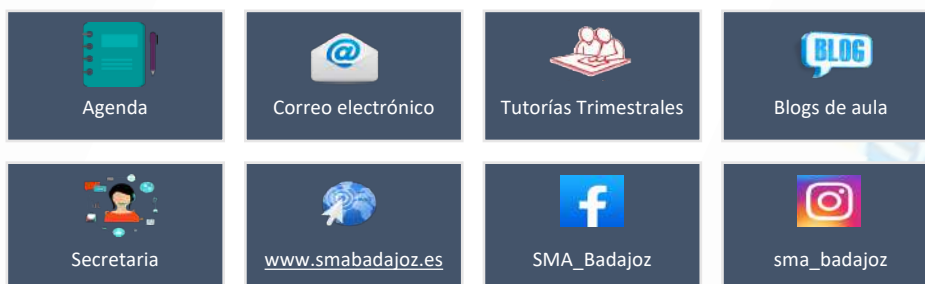 @
BLOG
Agenda
Correo electrónico
Tutorías Trimestrales
Blogs de aula
Secretaria
www.smabadajoz.es
SMA_Badajoz
sma_badajoz